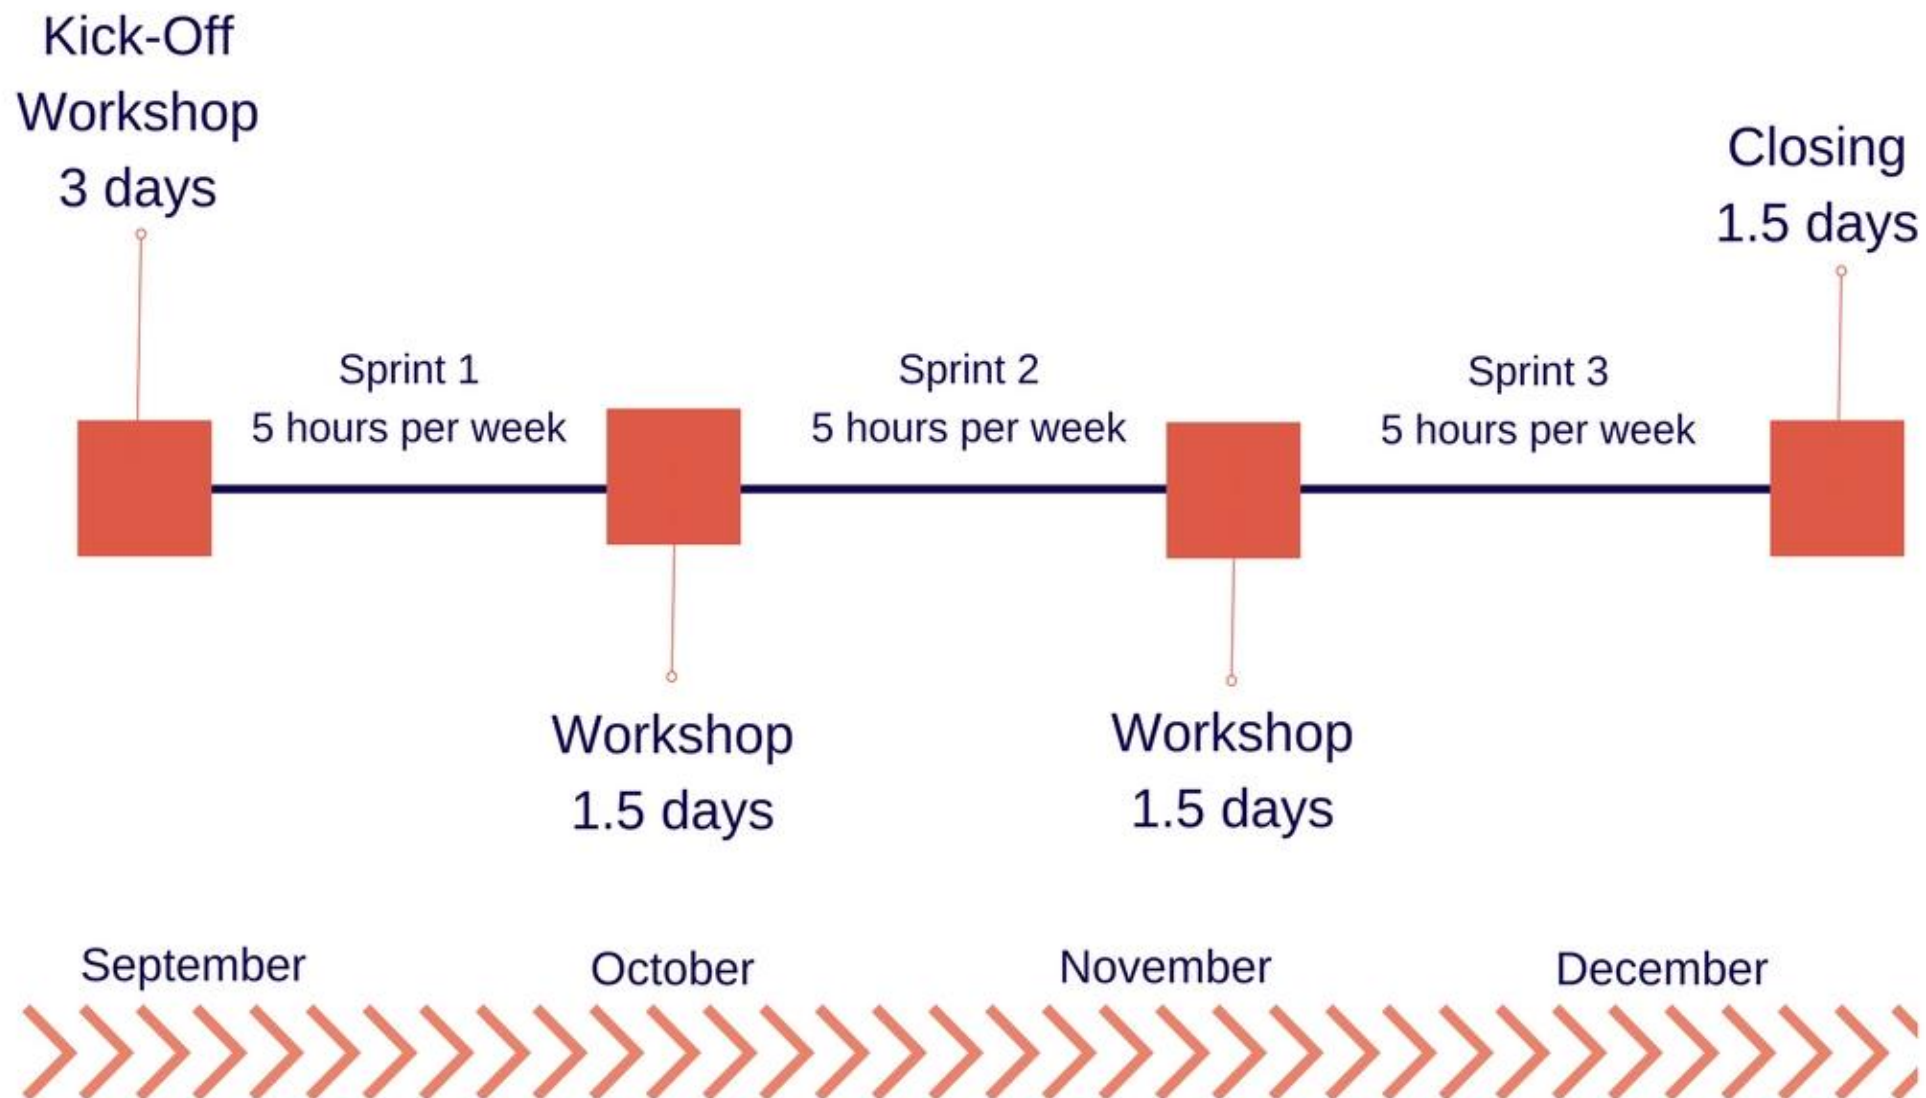 Kick-Off
Workshop
3 days
Closing
1.5 days
Sprint 1
5 hours per week
Sprint 2
5 hours per week
Sprint 3
5 hours per week
Workshop
1.5 days
Workshop
1.5 days
September
October
November
December